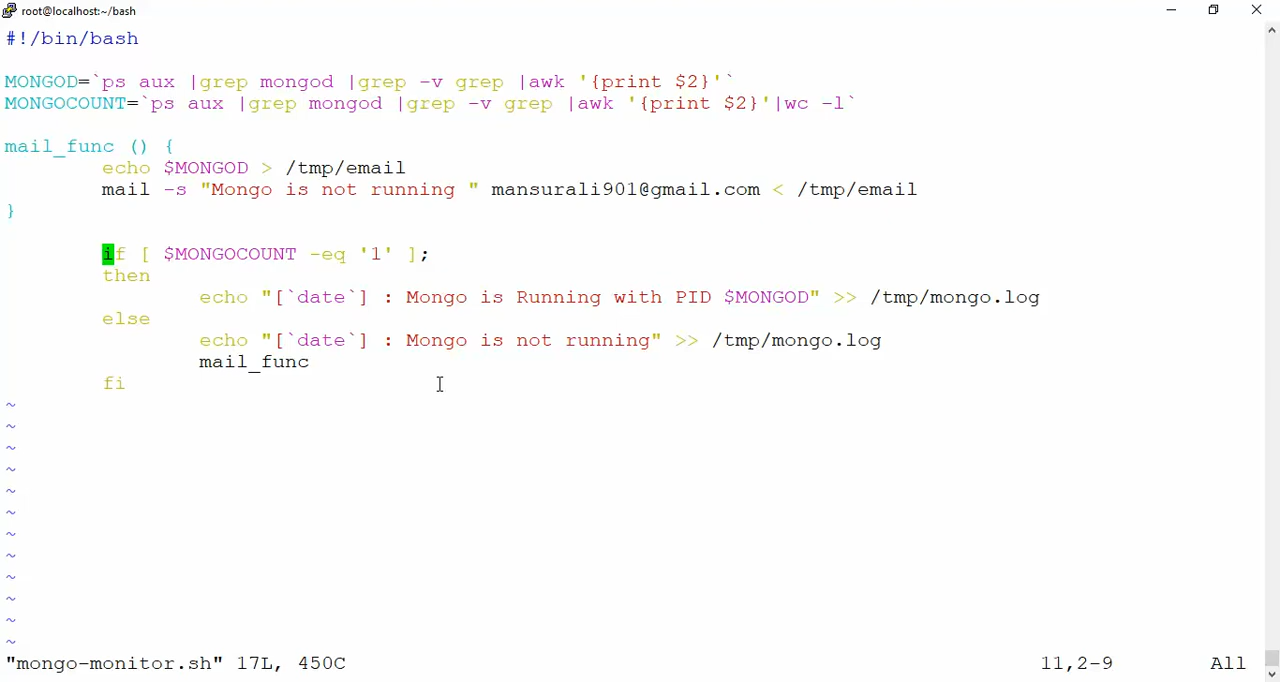 root@localhost:~/bash
#!/bin/bash
MONGOD=`ps aux |grep mongod |grep -v grep |awk '{print $2}'`
MONGOCOUNT=`ps aux |grep mongod |grep -v grep |awk '{print $2}'|wc -l`
mail_func () {
        echo $MONGOD > /tmp/email
        mail -s "Mongo is not running " mansurali901@gmail.com < /tmp/email
}
        if [ $MONGOCOUNT -eq '1' ];
        then
                echo "[`date`] : Mongo is Running with PID $MONGOD" >> /tmp/mongo.log
        else
                echo "[`date`] : Mongo is not running" >> /tmp/mongo.log
                mail_func
        fi
~
~
~
~
~
~
~
~
~
~
~
~
"mongo-monitor.sh" 17L, 450C 11,2-9 All